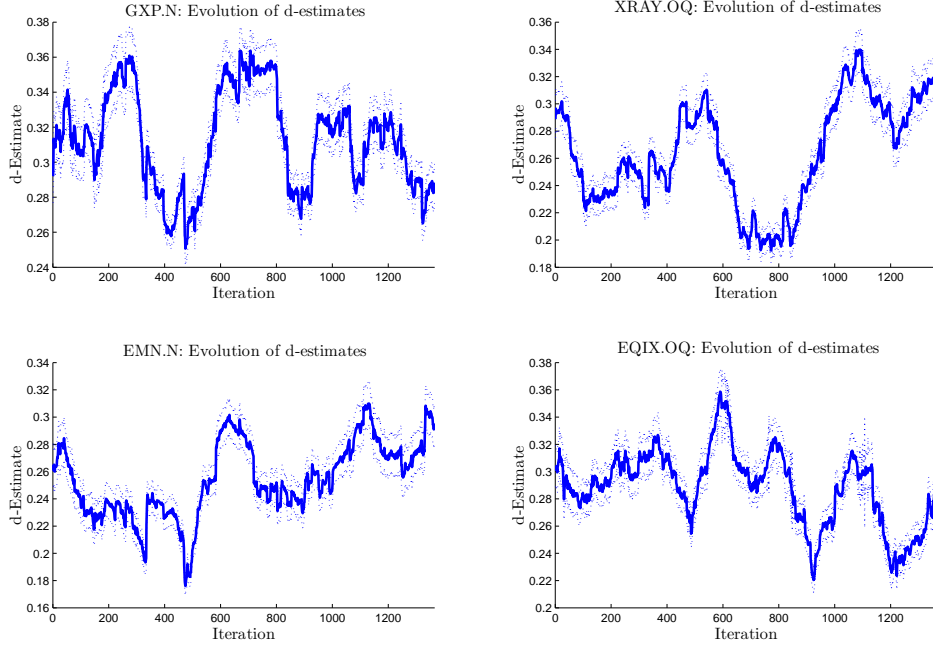 GXP.N: Evolution of d-estimates
0.38
0.36
0.34
0.32
0.3
0.28
0.26
0.24
d-Estimate
0 200 400 600 800 1000 1200
Iteration
XRAY.OQ: Evolution of d-estimates
0.36
0.34
0.32
0.3
0.28
0.26
0.24
0.22
0.2
0.18
d-Estimate
0 200 400 600 800 1000 1200
Iteration
EMN.N: Evolution of d-estimates
0.34
0.32
0.3
0.28
0.26
0.24
0.22
0.2
0.18
0.16
d-Estimate
0 200 400 600 800 1000 1200
Iteration
EQIX.OQ: Evolution of d-estimates
0.38
0.36
0.34
0.32
0.3
0.28
0.26
0.24
0.22
0.2
d-Estimate
0 200 400 600 800 1000 1200
Iteration